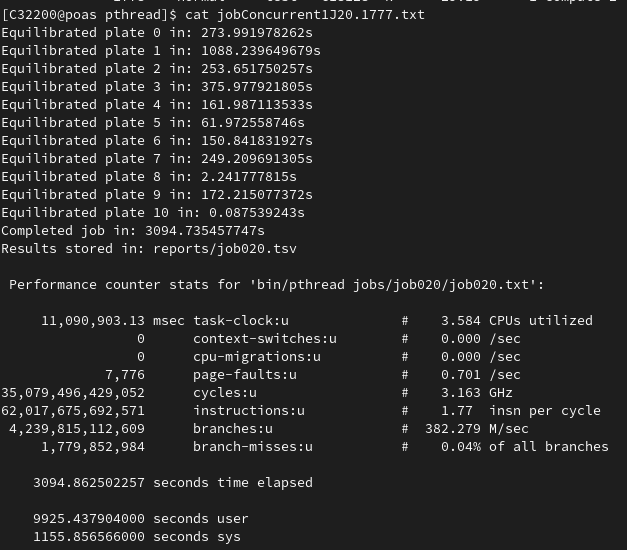 [C32200@poas pthread]$ cat jobConcurrent1J20.1777.txt
Equilibrated plate 0 in: 273.991978262s
Equilibrated plate 1 in: 1088.239649679s
Equilibrated plate 2 in: 253.651750257s
Equilibrated plate 3 in: 375.977921805s
Equilibrated plate 4 in: 161.987113533s
Equilibrated plate 5 in: 61.972558746s
Equilibrated plate 6 in: 150.841831927s
Equilibrated plate 7 in: 249.209691305s
Equilibrated plate 8 in: 2.241777815s
Equilibrated plate 9 in: 172.215077372s
Equilibrated plate 10 in: 0.087539243s
Completed job in: 3094.735457747s
Results stored in: reports/job020.tsv
Performance counter stats for 'bin/pthread jobs/job020/job020.txt':
11,090,903.13 msec task-clock:u # 3.584 CPUs utilized
0 context-switches:u # 0.000 /sec
0 cpu-migrations:u # 0.000 /sec
7,776 page-faults:u # 0.701 /sec
35,079,496,429,052 cycles:u # 3.163 GHz
62,017,675,692,571 instructions:u # 1.77 insn per cycle
4,239,815,112,609 branches:u # 382.279 M/sec
1,779,852,984 branch-misses:u # 0.04% of all branches
3094.862502257 seconds time elapsed
9925.437904000 seconds user
1155.856566000 seconds sys